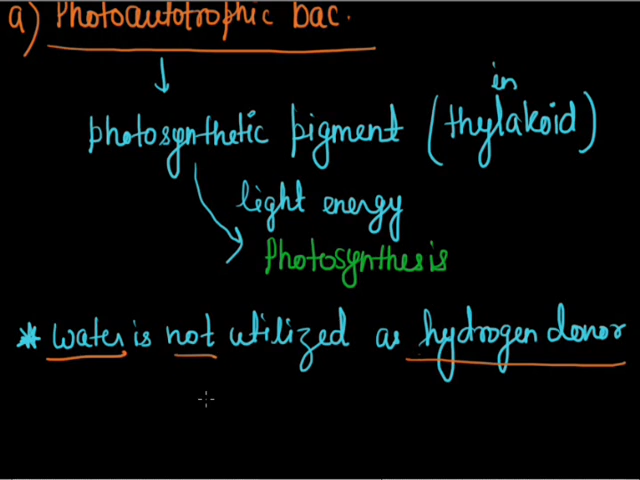 a) Photoautotrophic bac.
photosynthetic pigment (in thylakoid)
light energy
Photosynthesis
* water is not utilized as hydrogen donor